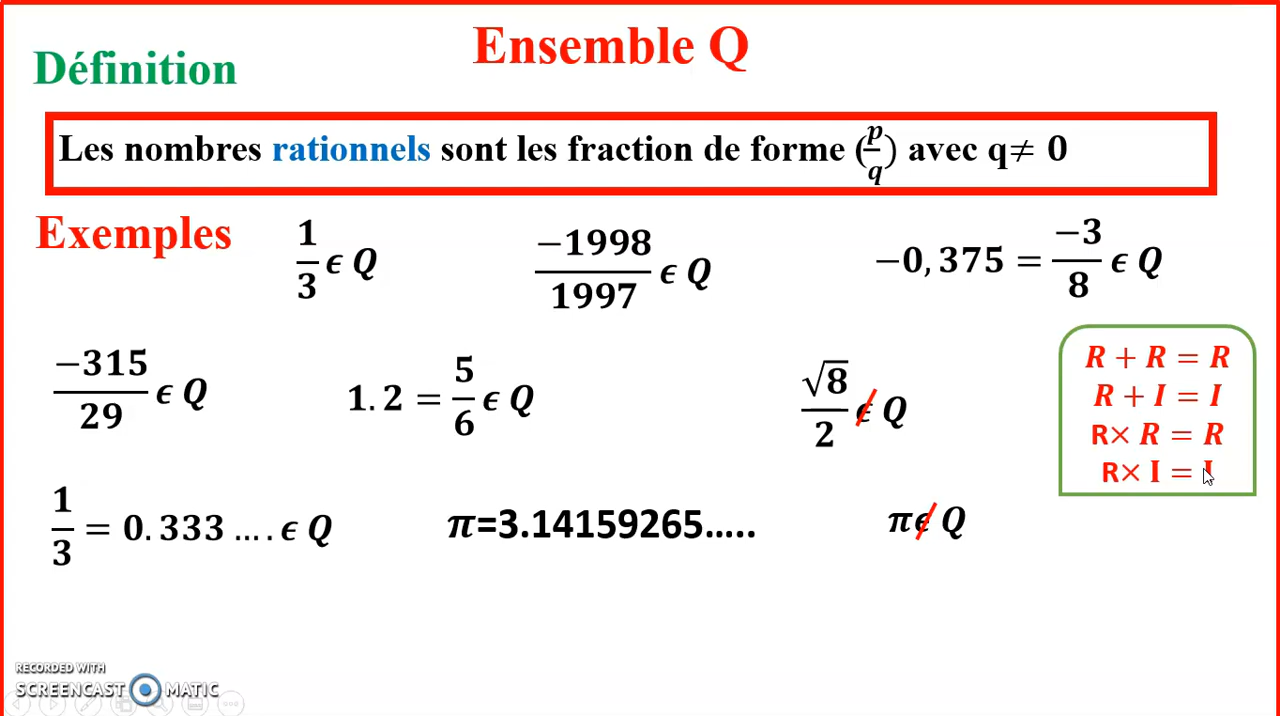 Ensemble Q
Définition
Les nombres rationnels sont les fraction de forme (p/q) avec q≠ 0
Exemples
1/3 ϵ Q
−1998/1997 ϵ Q
−0,375 = −3/8 ϵ Q
−315/29 ϵ Q
1.2 = 5/6 ϵ Q
√8/2 ∉ Q
R + R = R
R + I = I
R× R = R
R× I = I
1/3 = 0.333 ... . ϵ Q
π=3.14159265.....
π∉ Q
RECORDED WITH
SCREENCAST MATIC